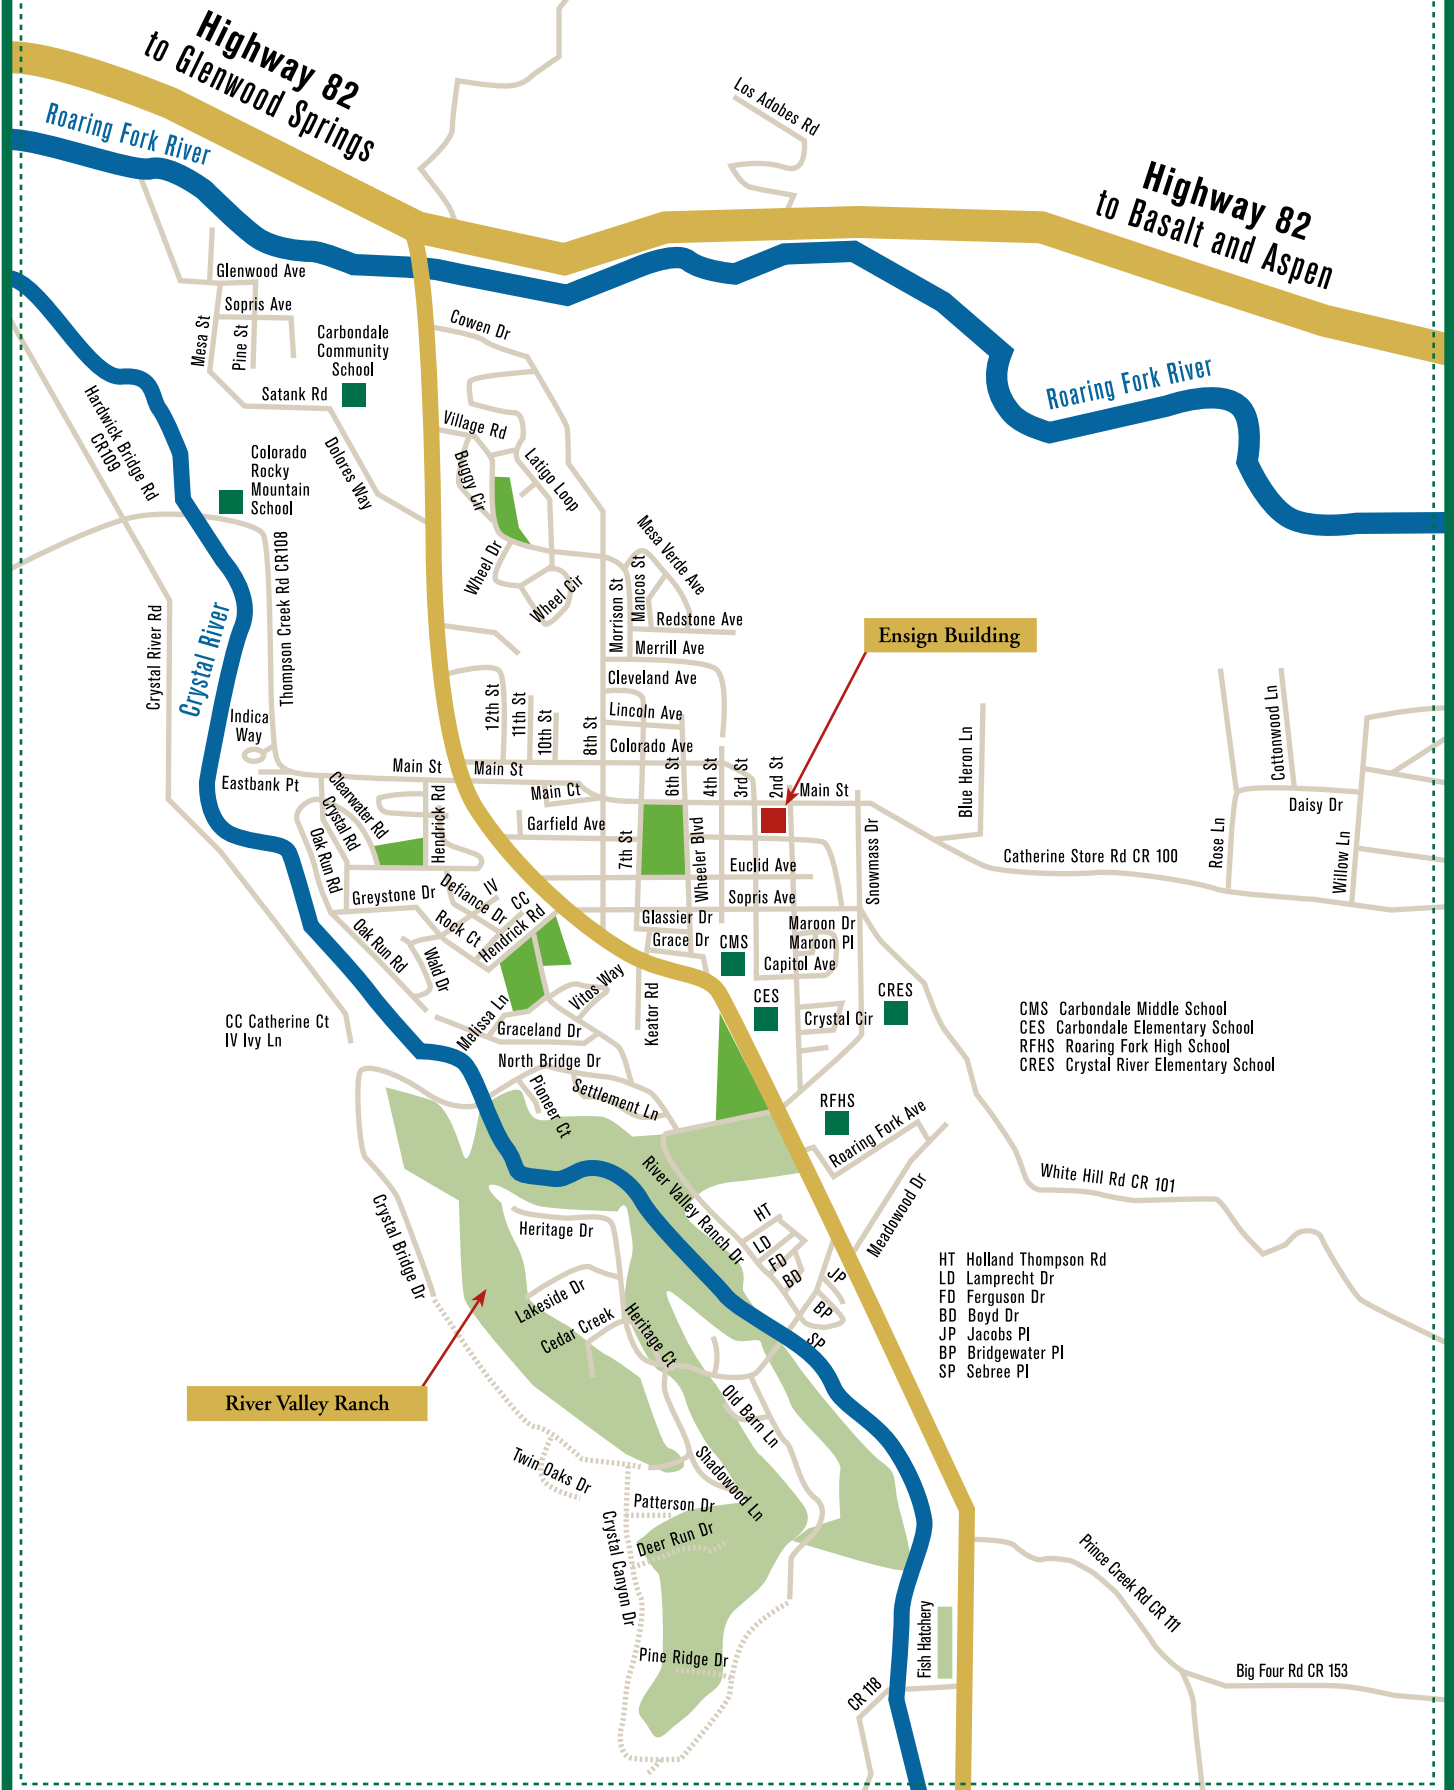 Highway 82
to Glenwood Springs
Roaring Fork River
Los Adobes Rd
Highway 82
to Basalt and Aspen
Roaring Fork River
Glenwood Ave
Sopris Ave
Mesa St
Pine St
Carbondale
Community
School
Satank Rd
Cowen Dr
Hardwick Bridge Rd
CR109
Colorado
Rocky
Mountain
School
Dolores Way
Village Rd
Buggy Cir
Latigo Loop
Wheel Dr
Wheel Cir
Mesa Verde Ave
Mancos St
Morrison St
Redstone Ave
Merrill Ave
Ensign Building
Thompson Creek Rd CR108
Crystal River Rd
Crystal River
Cleveland Ave
Lincoln Ave
Colorado Ave
12th St
11th St
10th St
8th St
Indica
Way
Eastbank Pt
Main St
Main St
Main Ct
6th St
4th St
3rd St
2nd St
Main St
Blue Heron Ln
Cottonwood Ln
Daisy Dr
Rose Ln
Willow Ln
Clearwater Rd
Crystal Rd
Oak Run Rd
Hendrick Rd
Garfield Ave
7th St
Wheeler Blvd
Euclid Ave
Snowmass Dr
Catherine Store Rd CR 100
Greystone Dr
Defiance Dr
IV
CC
Rock Ct
Hendrick Rd
Sopris Ave
Glassier Dr
Grace Dr
CMS
Maroon Dr
Maroon Pl
Capitol Ave
Oak Run Rd
Wald Dr
Melissa Ln
Vitos Way
Keator Rd
CES
CRES
Crystal Cir
CC Catherine Ct
IV Ivy Ln
Graceland Dr
CMS Carbondale Middle School
CES Carbondale Elementary School
RFHS Roaring Fork High School
CRES Crystal River Elementary School
North Bridge Dr
Pioneer Ct
Settlement Ln
RFHS
Roaring Fork Ave
White Hill Rd CR 101
River Valley Ranch Dr
Meadowood Dr
Crystal Bridge Dr
Heritage Dr
HT
LD
FD
BD
JP
BP
SP
HT Holland Thompson Rd
LD Lamprecht Dr
FD Ferguson Dr
BD Boyd Dr
JP Jacobs Pl
BP Bridgewater Pl
SP Sebree Pl
Lakeside Dr
Cedar Creek
Heritage Ct
River Valley Ranch
Old Barn Ln
Twin Oaks Dr
Shadowood Ln
Patterson Dr
Deer Run Dr
Crystal Canyon Dr
Pine Ridge Dr
Prince Creek Rd CR 111
Fish Hatchery
CR 118
Big Four Rd CR 153